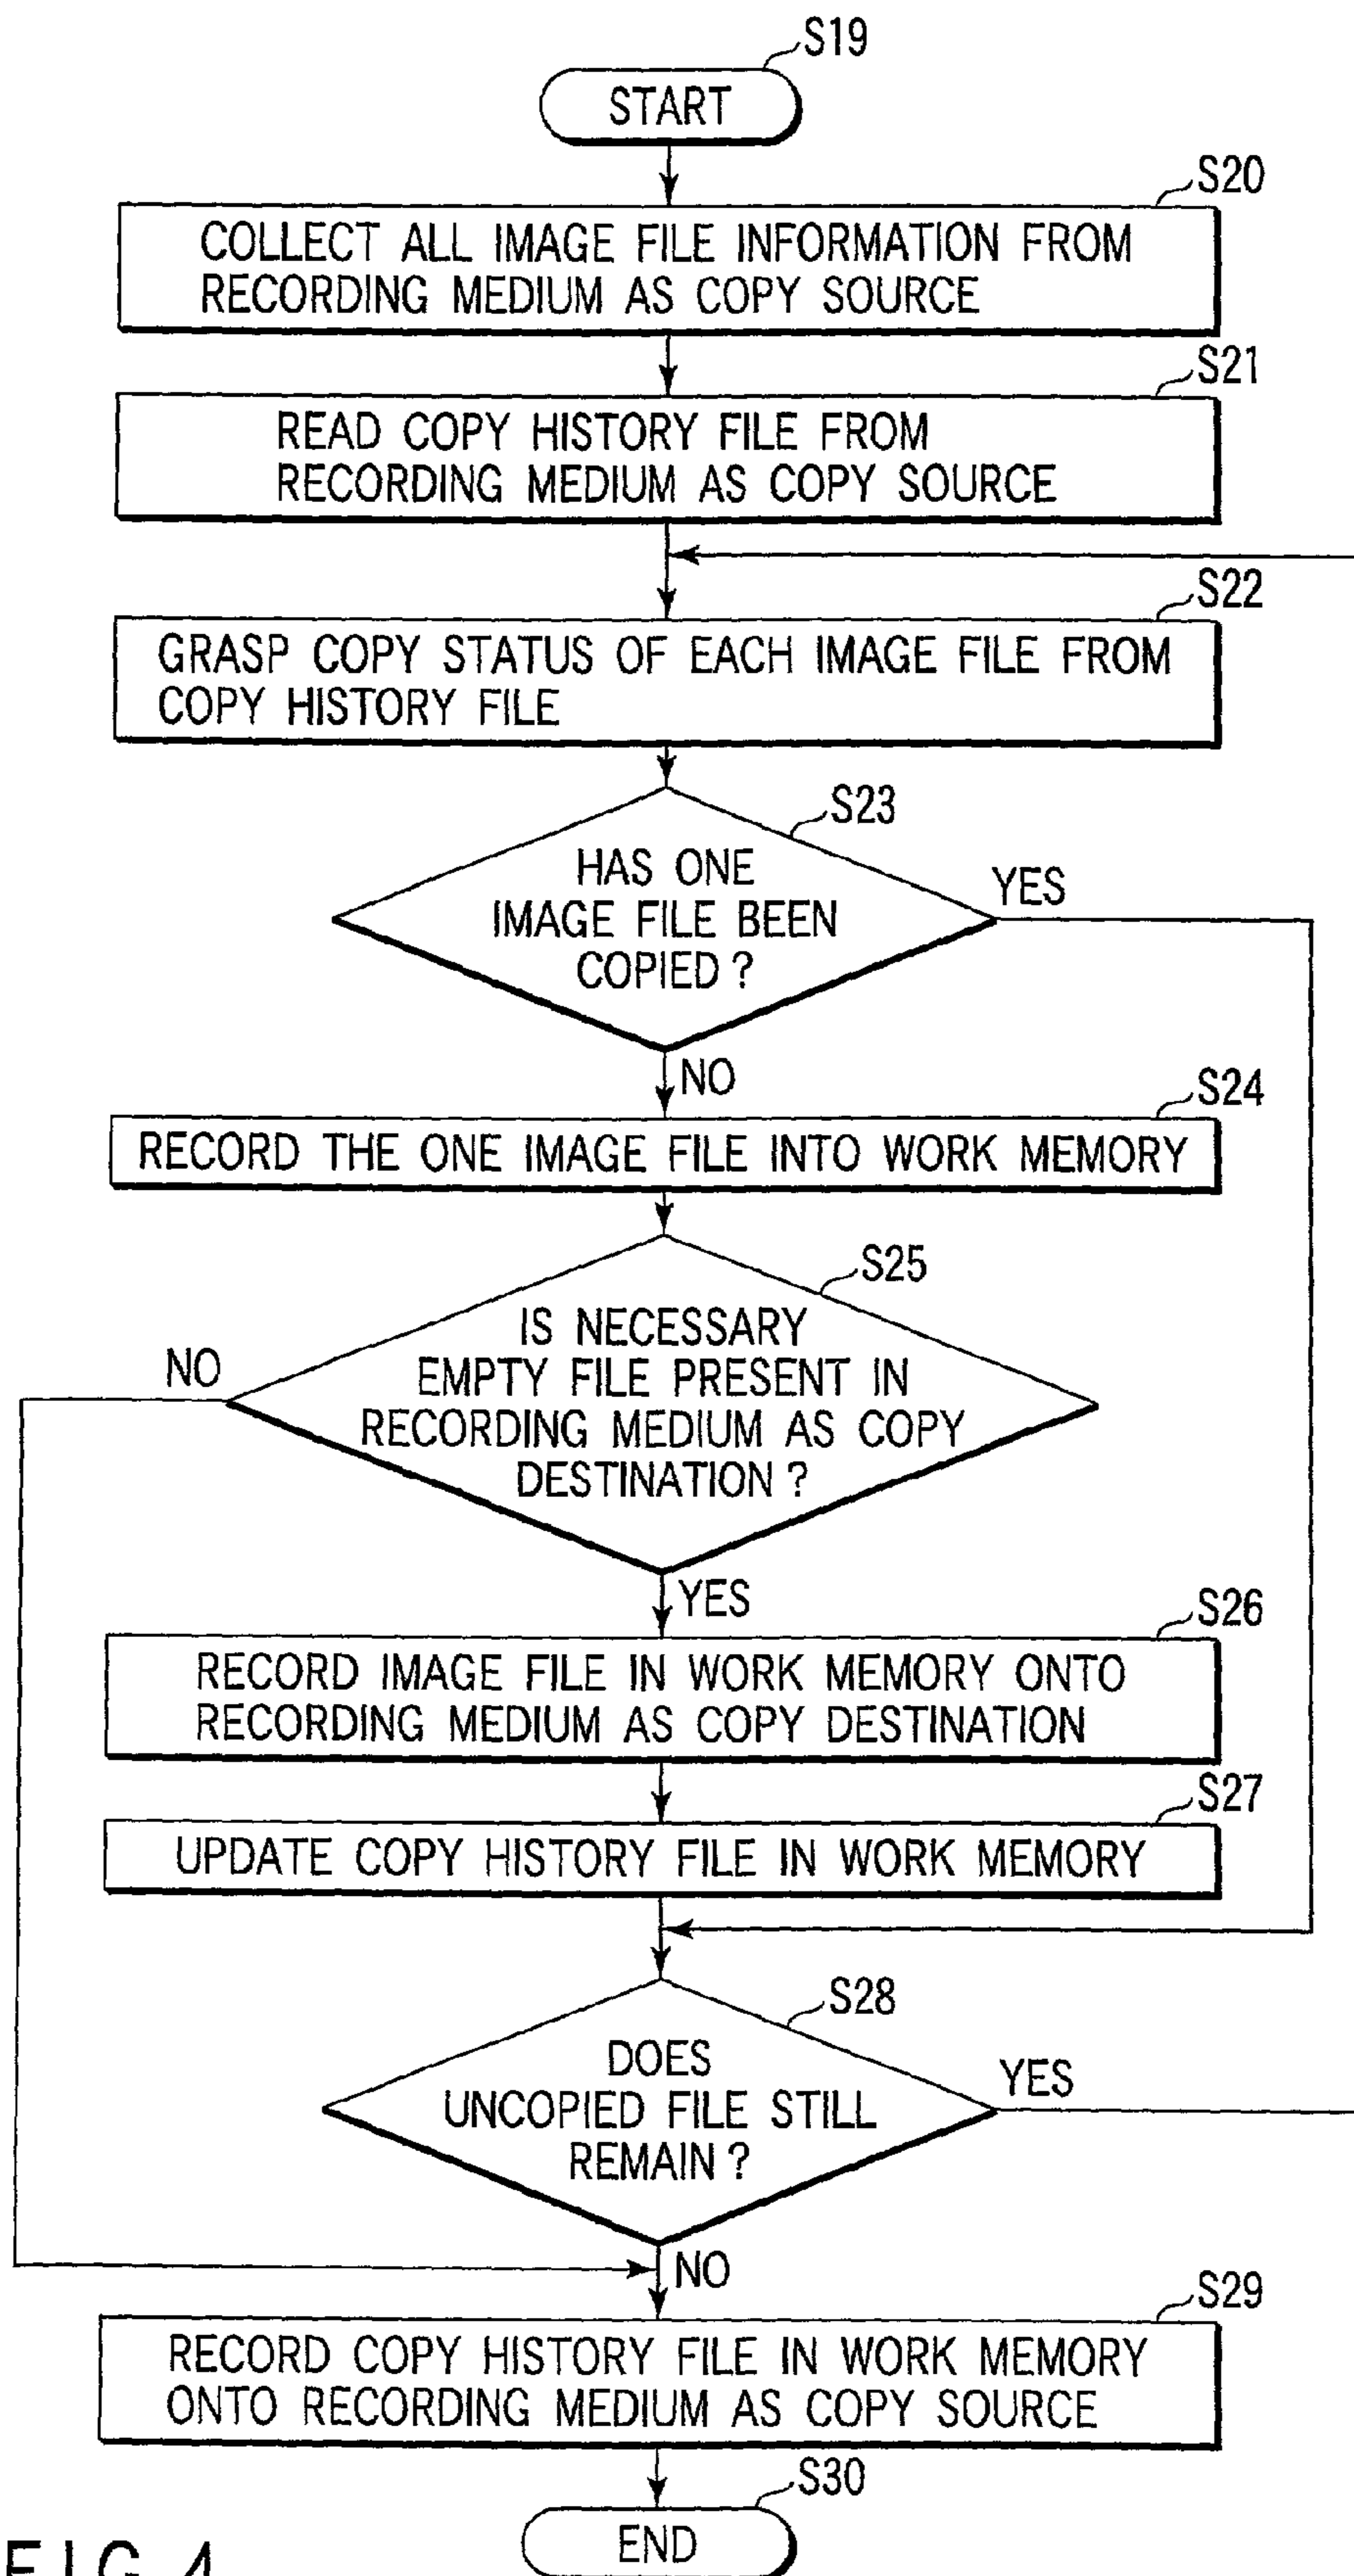 S19
START
S20
COLLECT ALL IMAGE FILE INFORMATION FROM
RECORDING MEDIUM AS COPY SOURCE
S21
READ COPY HISTORY FILE FROM
RECORDING MEDIUM AS COPY SOURCE
S22
GRASP COPY STATUS OF EACH IMAGE FILE FROM
COPY HISTORY FILE
S23
HAS ONE
IMAGE FILE BEEN
COPIED ?
YES
NO
S24
RECORD THE ONE IMAGE FILE INTO WORK MEMORY
S25
IS NECESSARY
EMPTY FILE PRESENT IN
RECORDING MEDIUM AS COPY
DESTINATION ?
NO
YES
S26
RECORD IMAGE FILE IN WORK MEMORY ONTO
RECORDING MEDIUM AS COPY DESTINATION
S27
UPDATE COPY HISTORY FILE IN WORK MEMORY
S28
DOES
UNCOPIED FILE STILL
REMAIN ?
YES
NO
S29
RECORD COPY HISTORY FILE IN WORK MEMORY
ONTO RECORDING MEDIUM AS COPY SOURCE
S30
END
FIG. 4